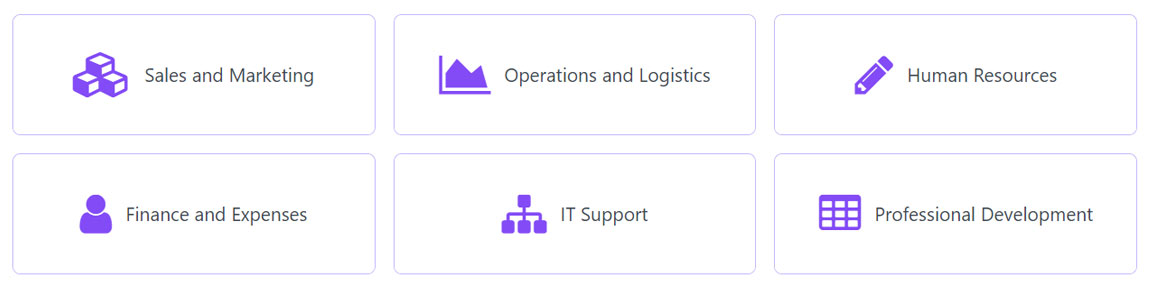 Sales and Marketing
Operations and Logistics
Human Resources
Finance and Expenses
IT Support
Professional Development